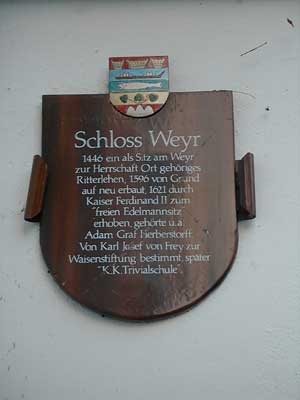 Schloss Weyr
1446 ein als Sitz am Weyr
zur Herrschaft Ort gehöriges
Ritterlehen, 1596 von Grund
auf neu erbaut, 1621 durch
Kaiser Ferdinand II zum
"freien Edelmannsitz
erhoben, gehörte u.a.
Adam Graf Herberstorff.
Von Karl Josef von Frey zur
Waisenstiftung bestimmt, später
"K.K. Trivialschule".